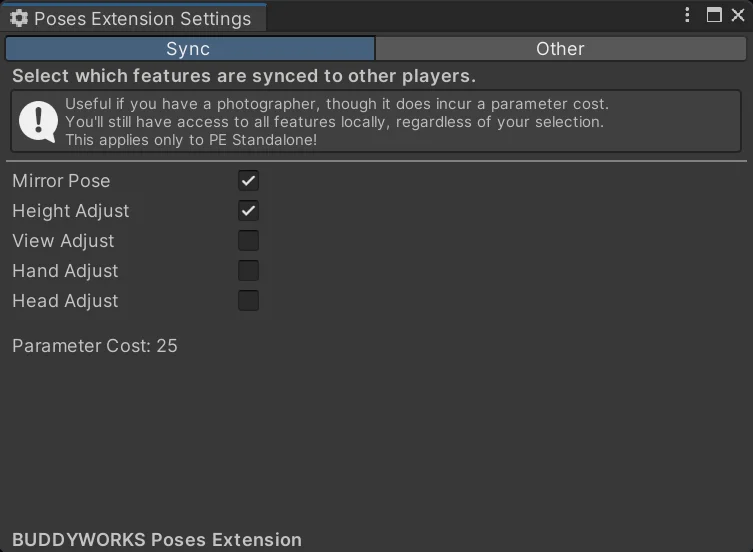 Poses Extension Settings
Sync
Other
Select which features are synced to other players.
Useful if you have a photographer, though it does incur a parameter cost.
You'll still have access to all features locally, regardless of your selection.
This applies only to PE Standalone!
Mirror Pose
Height Adjust
View Adjust
Hand Adjust
Head Adjust
Parameter Cost: 25
BUDDYWORKS Poses Extension